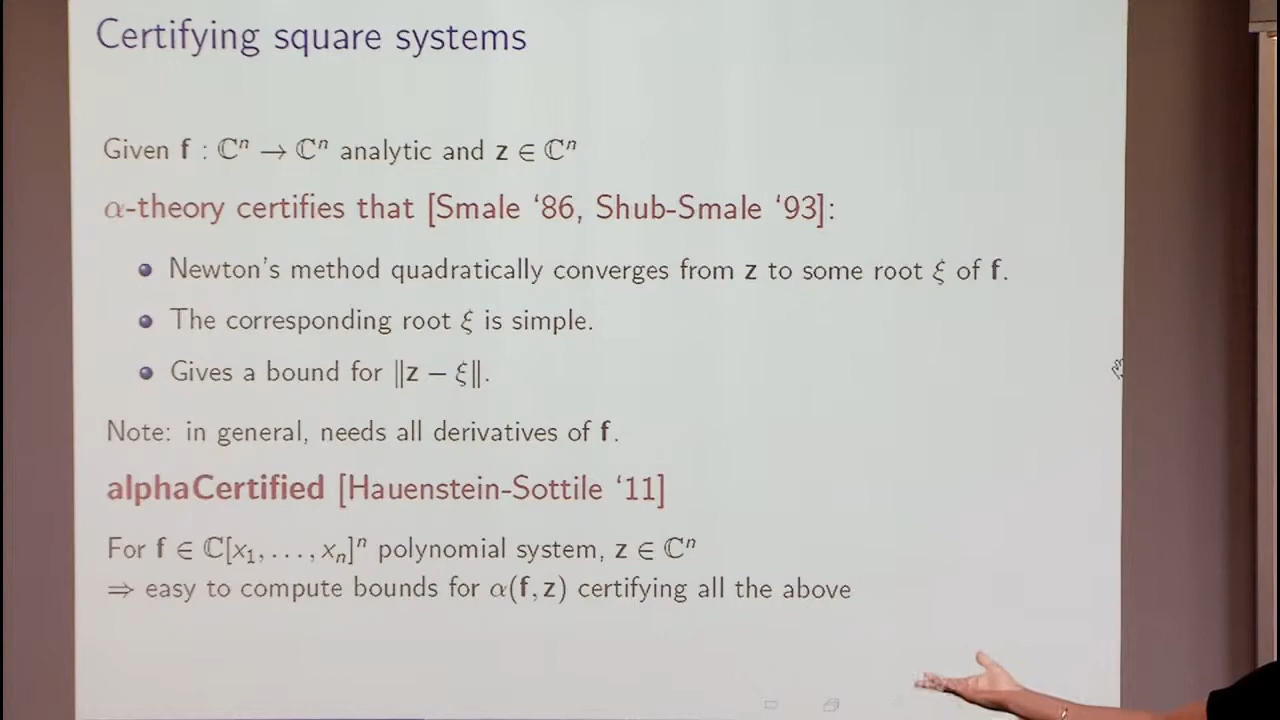 Certifying square systems
Given f : ℂⁿ → ℂⁿ analytic and z ∈ ℂⁿ
α-theory certifies that [Smale ‘86, Shub-Smale ‘93]:
Newton's method quadratically converges from z to some root ξ of f.
The corresponding root ξ is simple.
Gives a bound for ‖z − ξ‖.
Note: in general, needs all derivatives of f.
alphaCertified [Hauenstein-Sottile ‘11]
For f ∈ ℂ[x₁, . . . , xₙ]ⁿ polynomial system, z ∈ ℂⁿ
⇒ easy to compute bounds for α(f, z) certifying all the above